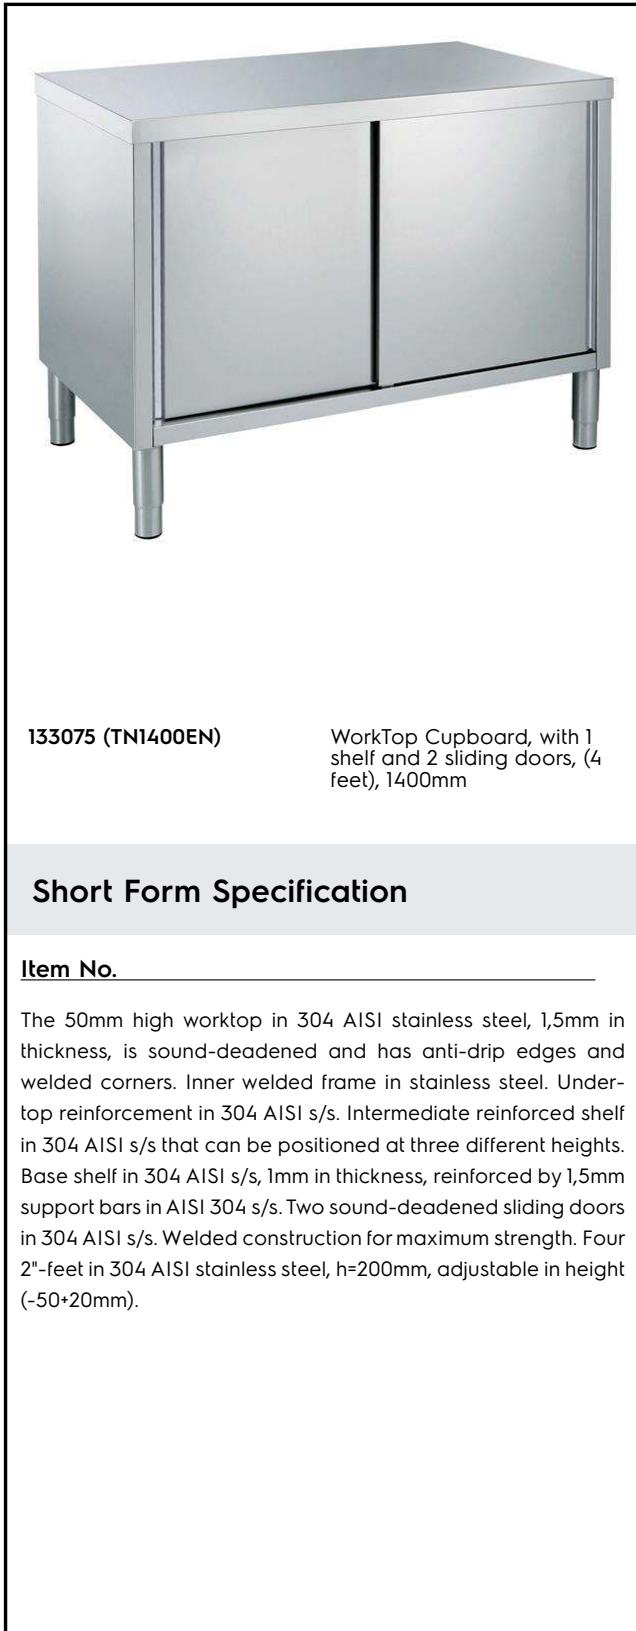 133075 (TN1400EN)
WorkTop Cupboard, with 1
shelf and 2 sliding doors, (4
feet), 1400mm
Short Form Specification
Item No.
The 50mm high worktop in 304 AISI stainless steel, 1,5mm in
thickness, is sound-deadened and has anti-drip edges and
welded corners. Inner welded frame in stainless steel. Under-
top reinforcement in 304 AISI s/s. Intermediate reinforced shelf
in 304 AISI s/s that can be positioned at three different heights.
Base shelf in 304 AISI s/s, 1mm in thickness, reinforced by 1,5mm
support bars in AISI 304 s/s. Two sound-deadened sliding doors
in 304 AISI s/s. Welded construction for maximum strength. Four
2"-feet in 304 AISI stainless steel, h=200mm, adjustable in height
(-50+20mm).